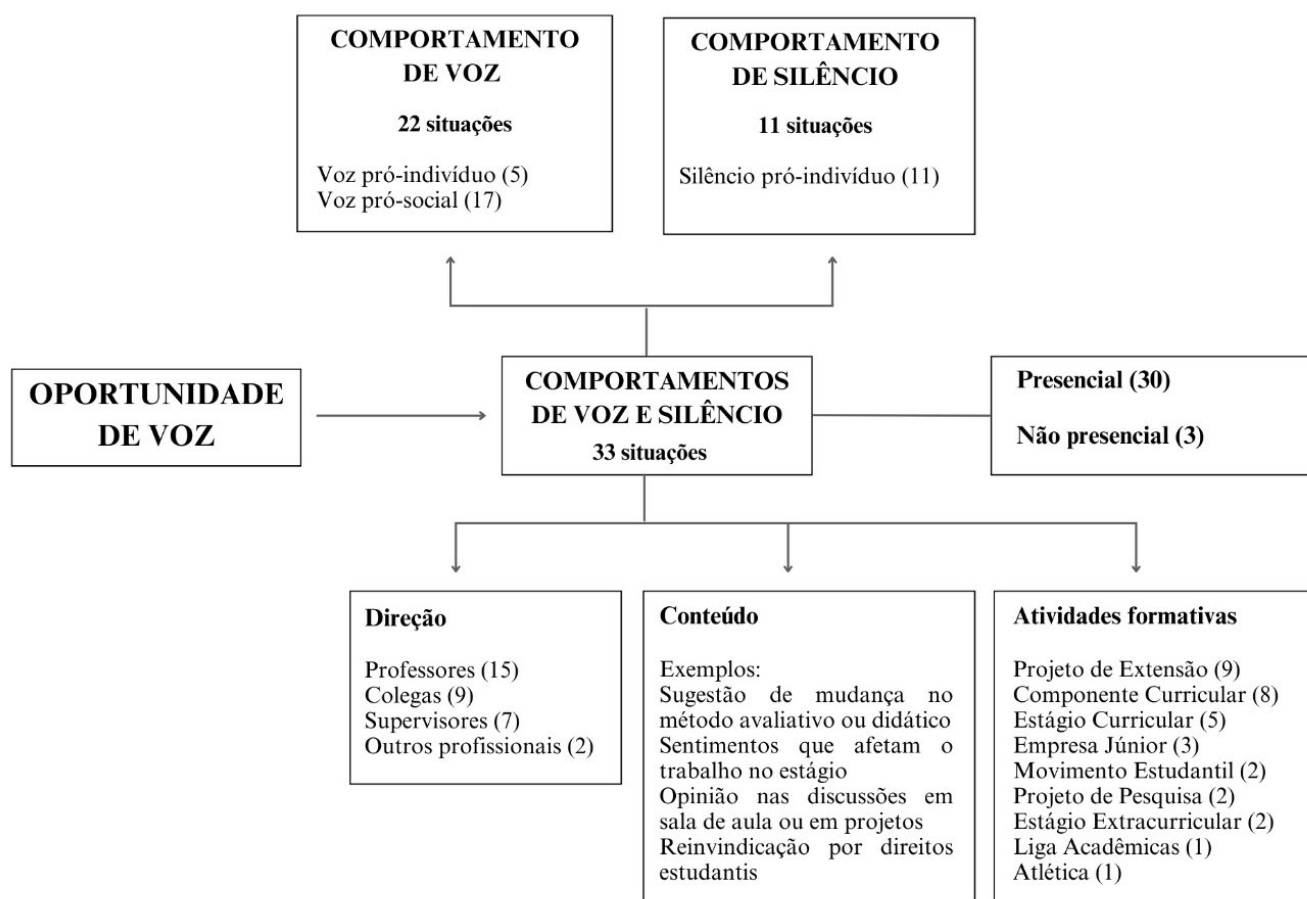 COMPORTAMENTO
DE VOZ
22 situações
Voz pró-indivíduo (5)
Voz pró-social (17)
COMPORTAMENTO
DE SILÊNCIO
11 situações
Silêncio pró-indivíduo (11)
OPORTUNIDADE
DE VOZ
COMPORTAMENTOS
DE VOZ E SILÊNCIO
33 situações
Presencial (30)
Não presencial (3)
Direção
Professores (15)
Colegas (9)
Supervisores (7)
Outros profissionais (2)
Conteúdo
Exemplos:
Sugestão de mudança no
método avaliativo ou didático
Sentimentos que afetam o
trabalho no estágio
Opinião nas discussões em
sala de aula ou em projetos
Reinvindicação por direitos
estudantis
Atividades formativas
Projeto de Extensão (9)
Componente Curricular (8)
Estágio Curricular (5)
Empresa Júnior (3)
Movimento Estudantil (2)
Projeto de Pesquisa (2)
Estágio Extracurricular (2)
Liga Acadêmicas (1)
Atlética (1)